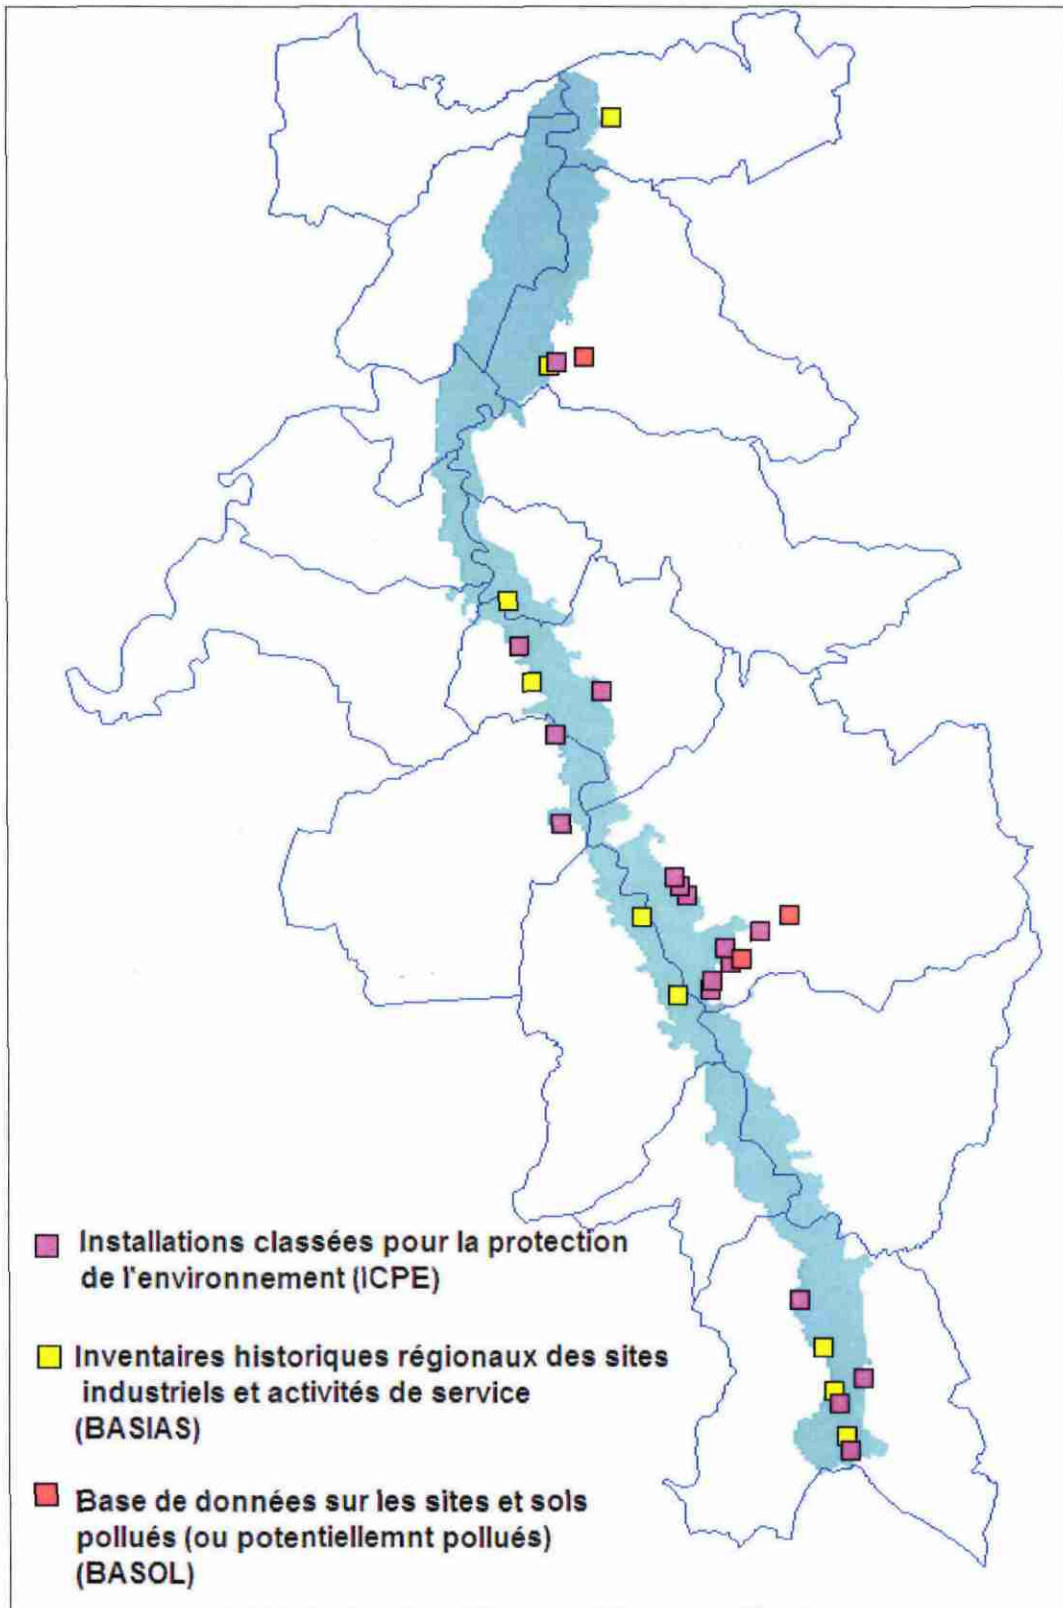 Installations classées pour la protection
de l'environnement (ICPE)
Inventaires historiques régionaux des sites
industriels et activités de service
(BASIAS)
Base de données sur les sites et sols
pollués (ou potentiellemnt pollués)
(BASOL)